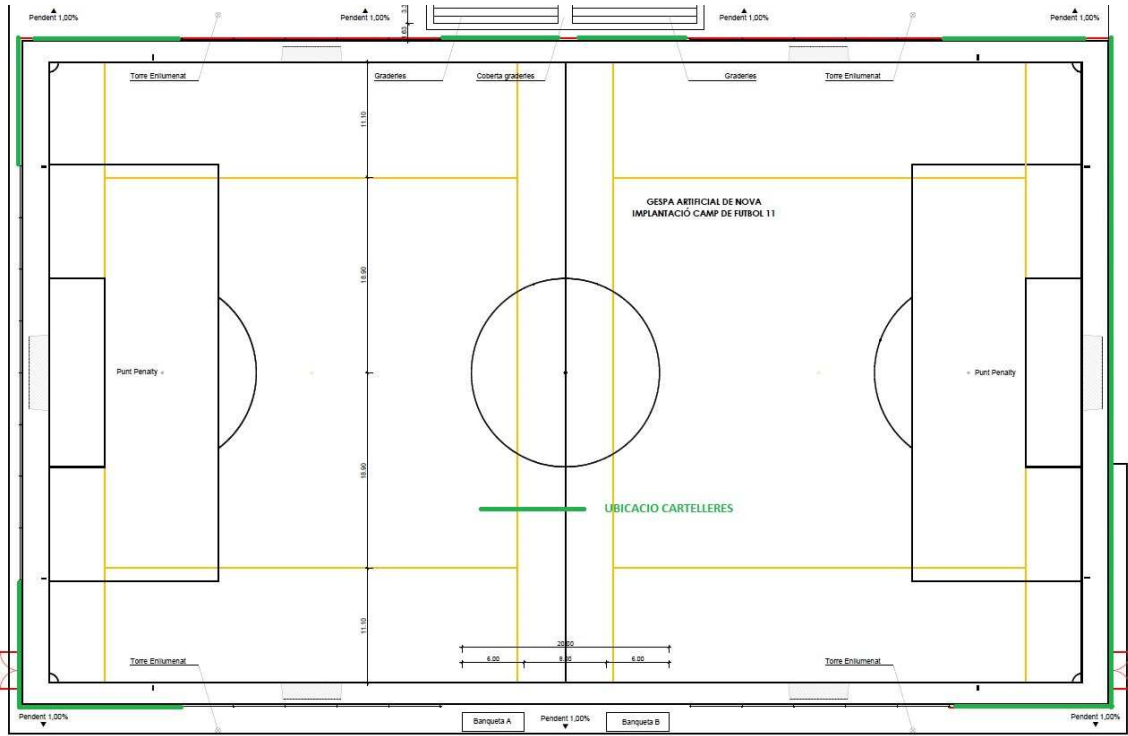 Pendent 1,00%
Pendent 1,00%
Pendent 1,00%
Pendent 1,00%
Torre Enllumenat
Graderies
Coberta graderies
Graderies
Torre Enllumenat
11.10
GESPA ARTIFICIAL DE NOVA
IMPLANTACIÓ CAMP DE FUTBOL 11
18.90
Punt Penalty
Punt Penalty
18.90
UBICACIO CARTELLERES
11.10
Torre Enllumenat
6.00
6.00
Torre Enllumenat
Pendent 1,00%
Banqueta A
Pendent 1,00%
Banqueta B
Pendent 1,00%